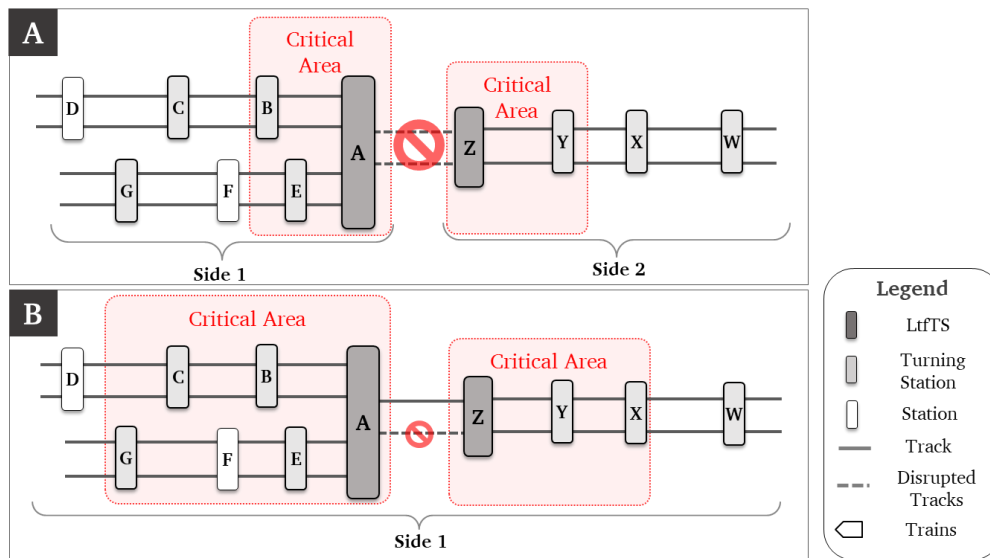 A
Critical
Area
Critical
Area
D
C
B
A
Z
Y
X
W
G
F
E
Side 1
Side 2
B
Critical Area
Critical Area
D
C
B
A
Z
Y
X
W
G
F
E
Side 1
Legend
LtfTS
Turning
Station
Station
Track
Disrupted
Tracks
Trains